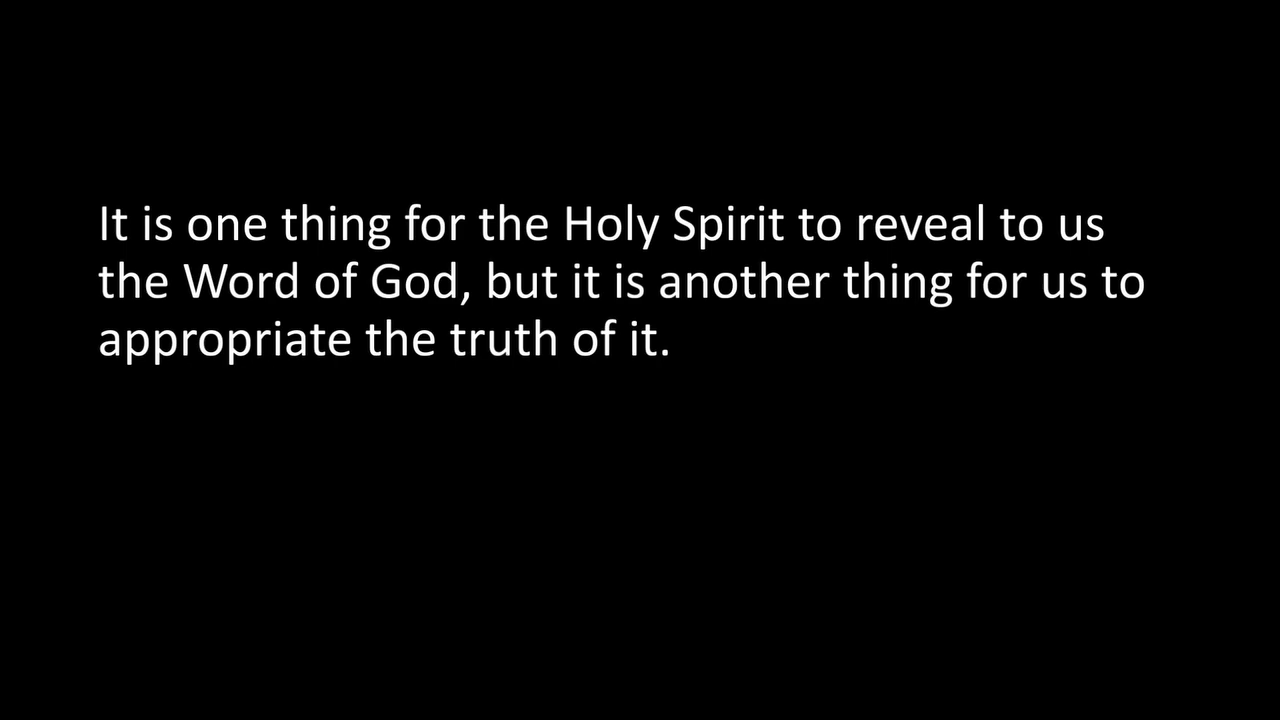 It is one thing for the Holy Spirit to reveal to us
the Word of God, but it is another thing for us to
appropriate the truth of it.